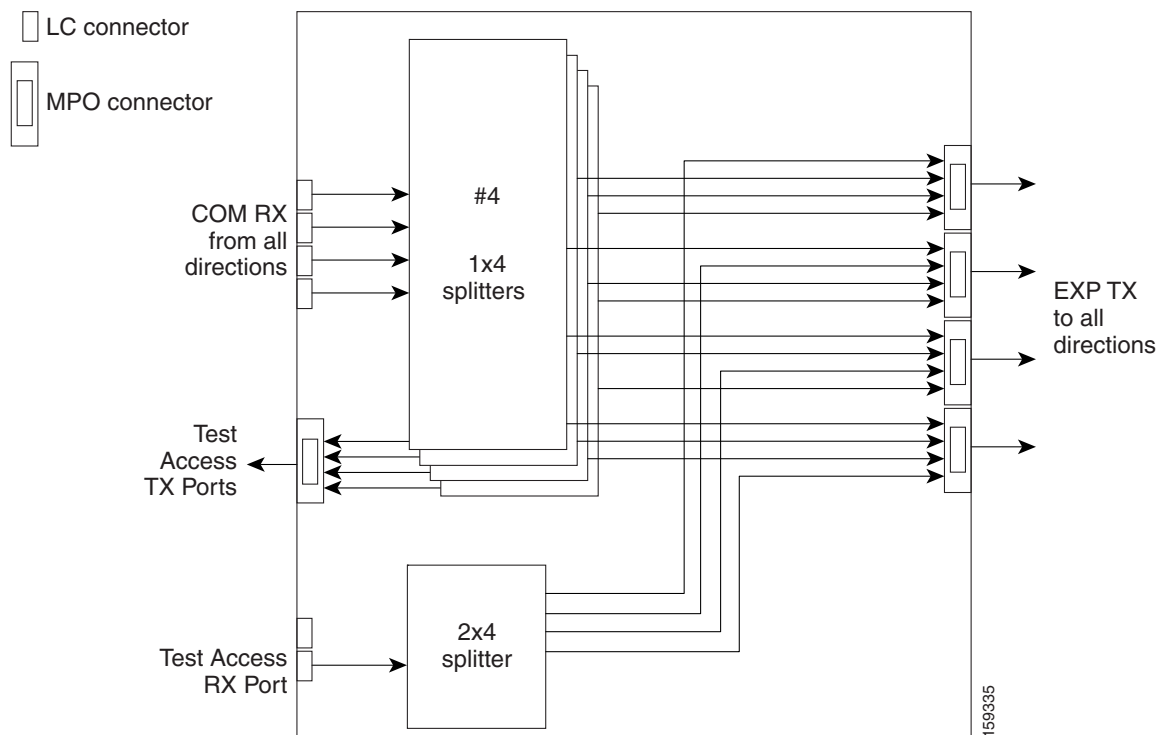 LC connector
MPO connector
#4
1x4
splitters
COM RX
from all
directions
EXP TX
to all
directions
Test
Access
TX Ports
2x4
splitter
Test Access
RX Port
159335